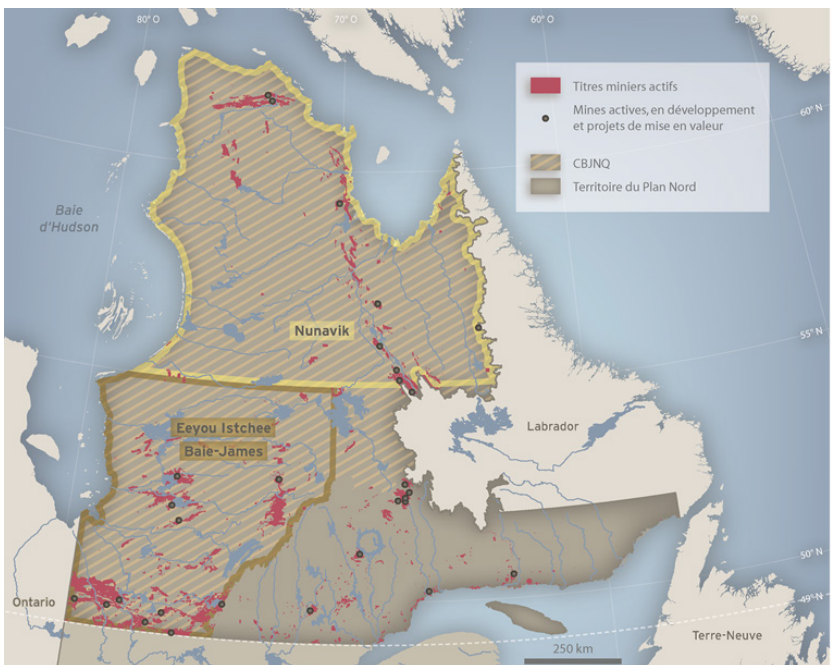 80° O
70° O
60° O
50° O
Titres miniers actifs
Mines actives, en développement
et projets de mise en valeur
CBJNQ
Territoire du Plan Nord
60° N
Baie
d'Hudson
Nunavik
55° N
Eeyou Istchee
Baie-James
Labrador
50° N
49° N
Ontario
Terre-Neuve
250 km